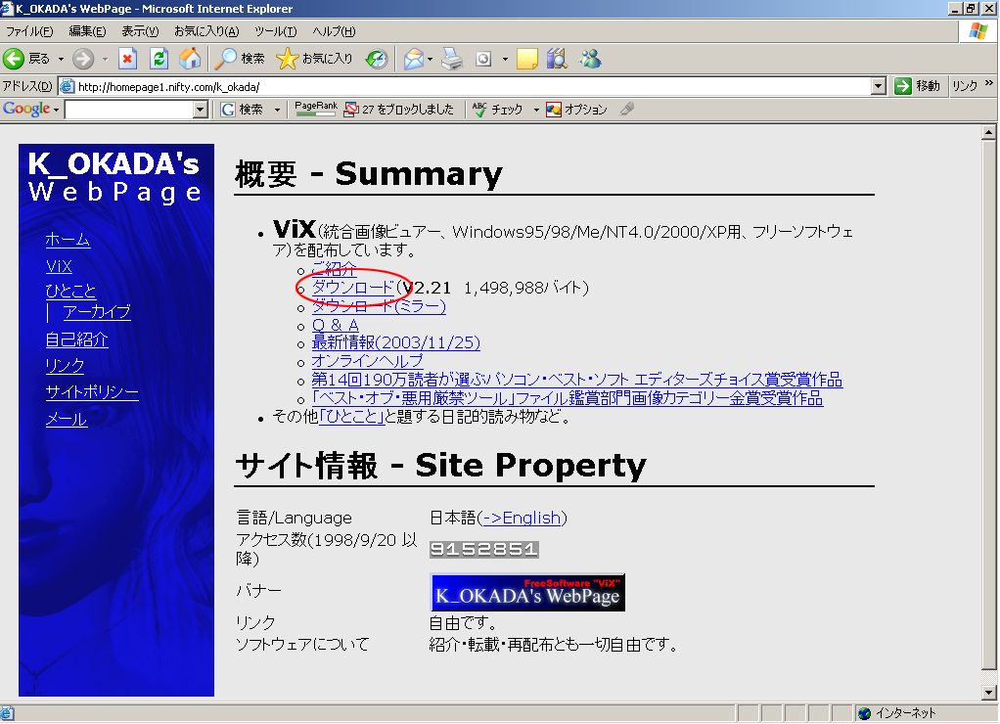 K_OKADA's WebPage - Microsoft Internet Explorer
ファイル(F) 編集(E) 表示(V) お気に入り(A) ツール(T) ヘルプ(H)
戻る 検索 お気に入り
アドレス(D) http://homepage1.nifty.com/k_okada/ 移動 リンク »
Google 検索 PageRank 27 をブロックしました ABC チェック オプション
K_OKADA's
WebPage
ホーム
ViX
ひとこと
| アーカイブ
自己紹介
リンク
サイトポリシー
メール
概要 - Summary
ViX(統合画像ビュアー、Windows95/98/Me/NT4.0/2000/XP用、フリーソフトウェ
ア)を配布しています。
ご紹介
ダウンロード(V2.21 1,498,988バイト)
ダウンロード(ミラー)
Q & A
最新情報(2003/11/25)
オンラインヘルプ
第14回190万読者が選ぶパソコン・ベスト・ソフト エディターズチョイス賞受賞作品
「ベスト・オブ・悪用厳禁ツール」ファイル鑑賞部門画像カテゴリー金賞受賞作品
その他「ひとこと」と題する日記的読み物など。
サイト情報 - Site Property
言語/Language 日本語(->English)
アクセス数(1998/9/20 以
降) 9152851
バナー FreeSoftware "ViX"
K_OKADA's WebPage
リンク 自由です。
ソフトウェアについて 紹介・転載・再配布とも一切自由です。
インターネット